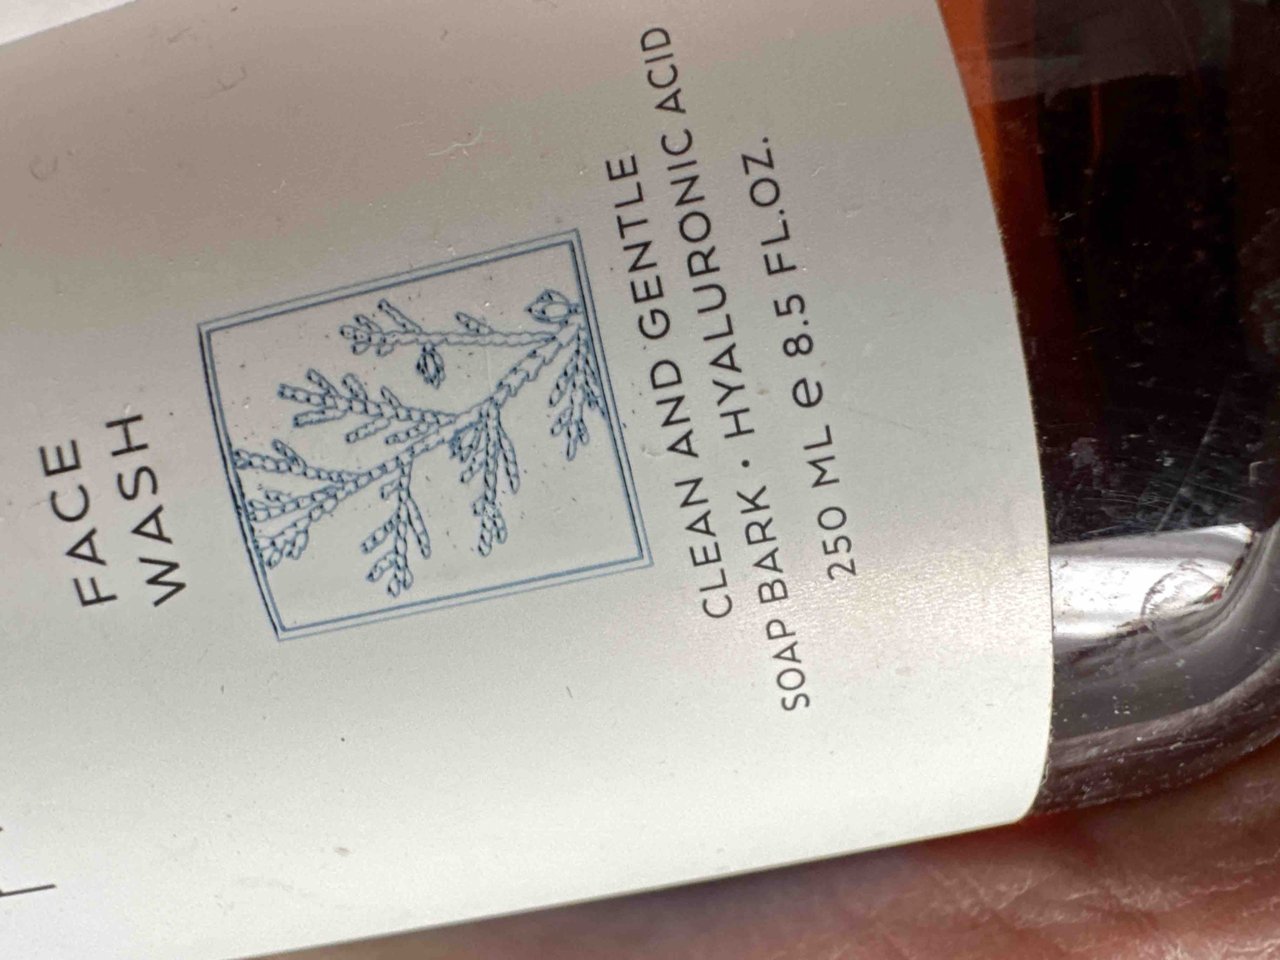 FACE
WASH
CLEAN AND GENTLE
SOAP BARK • HYALURONIC ACID
250 ML ℮ 8.5 FL.OZ.